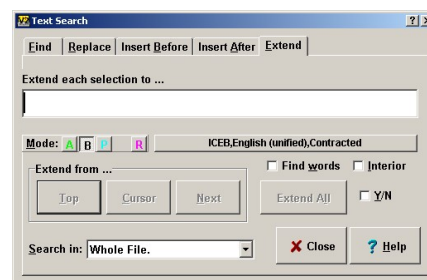 Text Search
Find Replace Insert Before Insert After Extend
Extend each selection to ...
Mode: A B P R ICEB,English (unified),Contracted
Extend from ... Find words Interior
Top Cursor Next Extend All Y/N
Search in: Whole File. Close ? Help